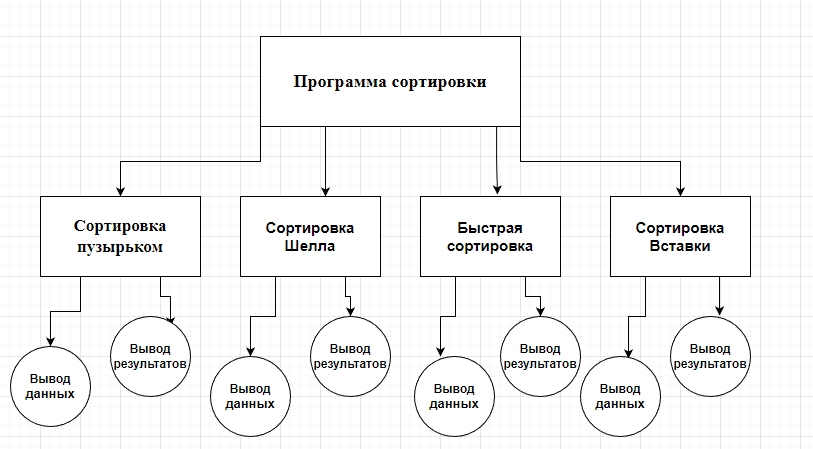 Программа сортировки
Сортировка
пузырьком
Сортировка
Шелла
Быстрая
сортировка
Сортировка
Вставки
Вывод
данных
Вывод
результатов
Вывод
данных
Вывод
результатов
Вывод
данных
Вывод
результатов
Вывод
данных
Вывод
результатов